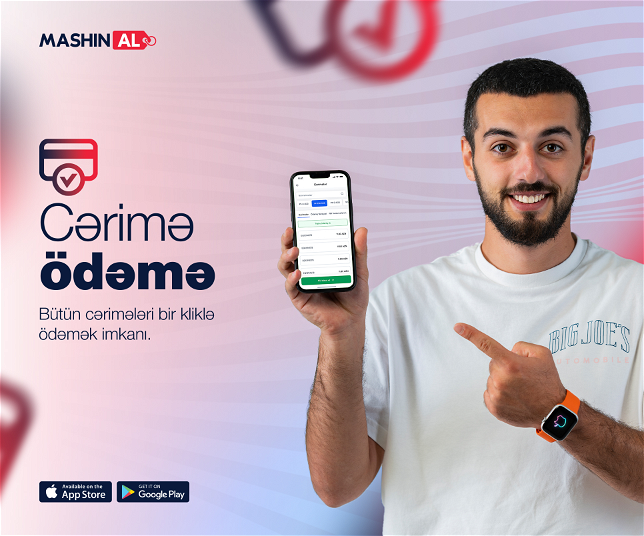 MASHIN AL
Cərimə
ödəmə
Bütün cərimələri bir kliklə
ödəmək imkanı.
BIG JOE'S
AUTOMOBILE
Available on the
App Store
GET IT ON
Google Play